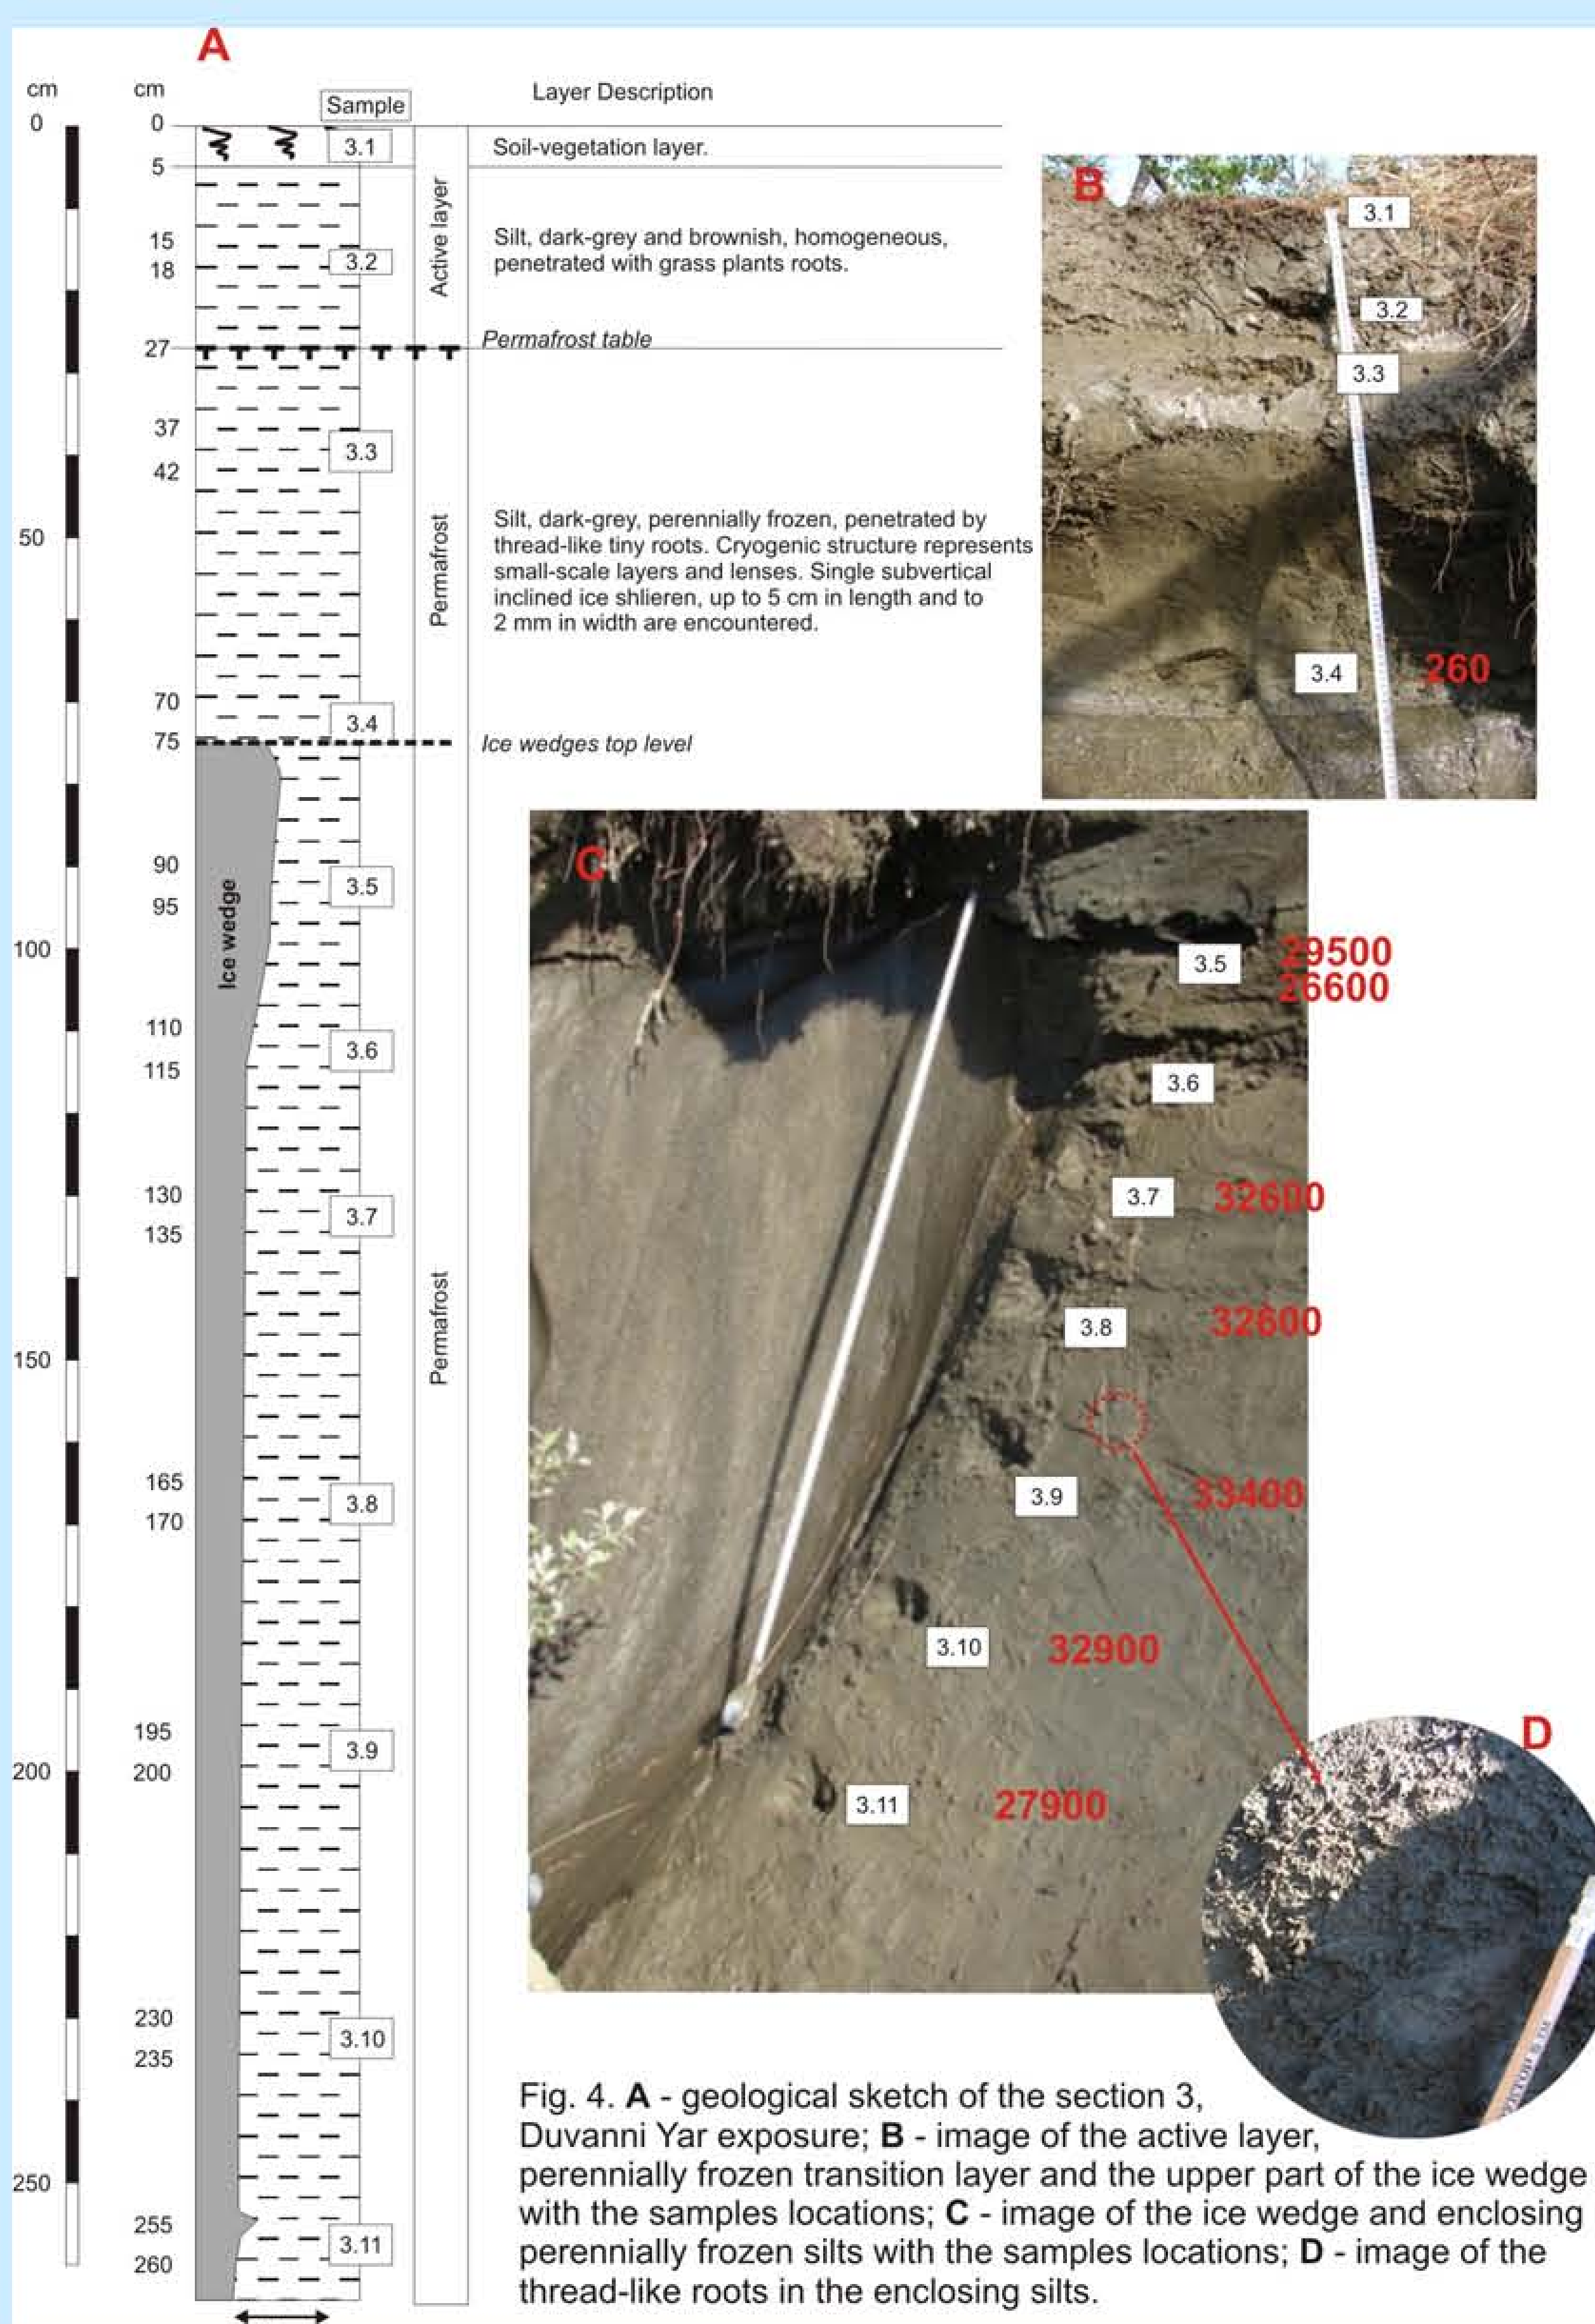 A
cm
cm
Sample
Layer Description
0
0
3.1
Soil-vegetation layer.
5
Active layer
15
18
3.2
Silt, dark-grey and brownish, homogeneous,
penetrated with grass plants roots.
27
Permafrost table
37
42
3.3
50
Permafrost
Silt, dark-grey, perennially frozen, penetrated by
thread-like tiny roots. Cryogenic structure represents
small-scale layers and lenses. Single subvertical
inclined ice shlieren, up to 5 cm in length and to
2 mm in width are encountered.
70
3.4
75
Ice wedges top level
Ice wedge
90
3.5
95
100
110
3.6
115
130
3.7
135
Permafrost
150
165
3.8
170
195
3.9
200
200
230
3.10
235
250
255
3.11
260
B
3.1
3.2
3.3
3.4
260
C
3.5
29500
26600
3.6
3.7
32600
3.8
32600
3.9
33400
3.10
32900
3.11
27900
D
Fig. 4. A - geological sketch of the section 3,
Duvanni Yar exposure; B - image of the active layer,
perennially frozen transition layer and the upper part of the ice wedge
with the samples locations; C - image of the ice wedge and enclosing
perennially frozen silts with the samples locations; D - image of the
thread-like roots in the enclosing silts.